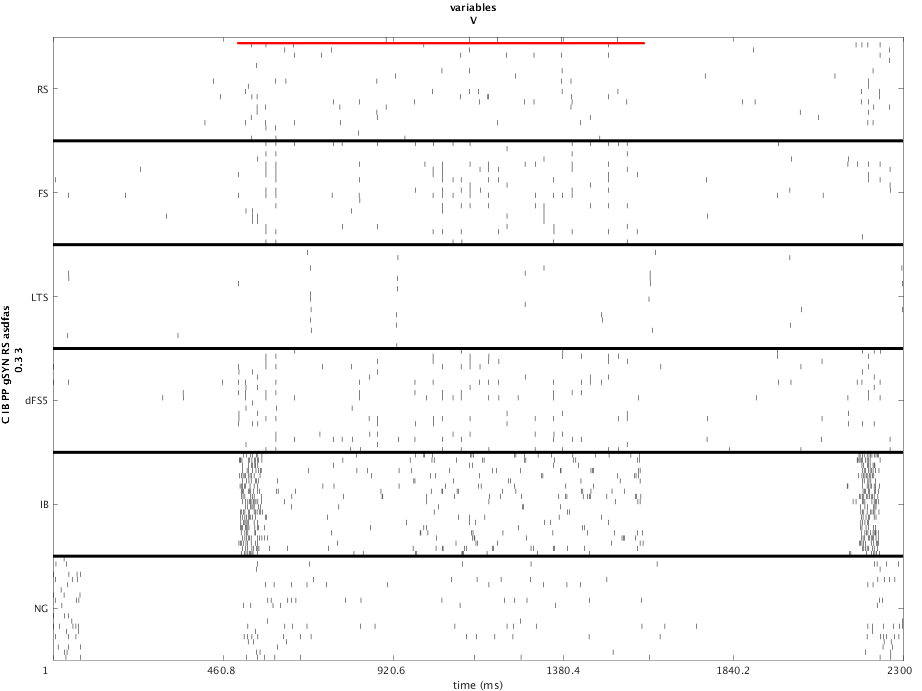 variables
V
RS
FS
LTS
dFS5
IB
NG
C IB PP gSYN RS asdfas
0.3 3
1 460.8 920.6 1380.4 1840.2 2300
time (ms)